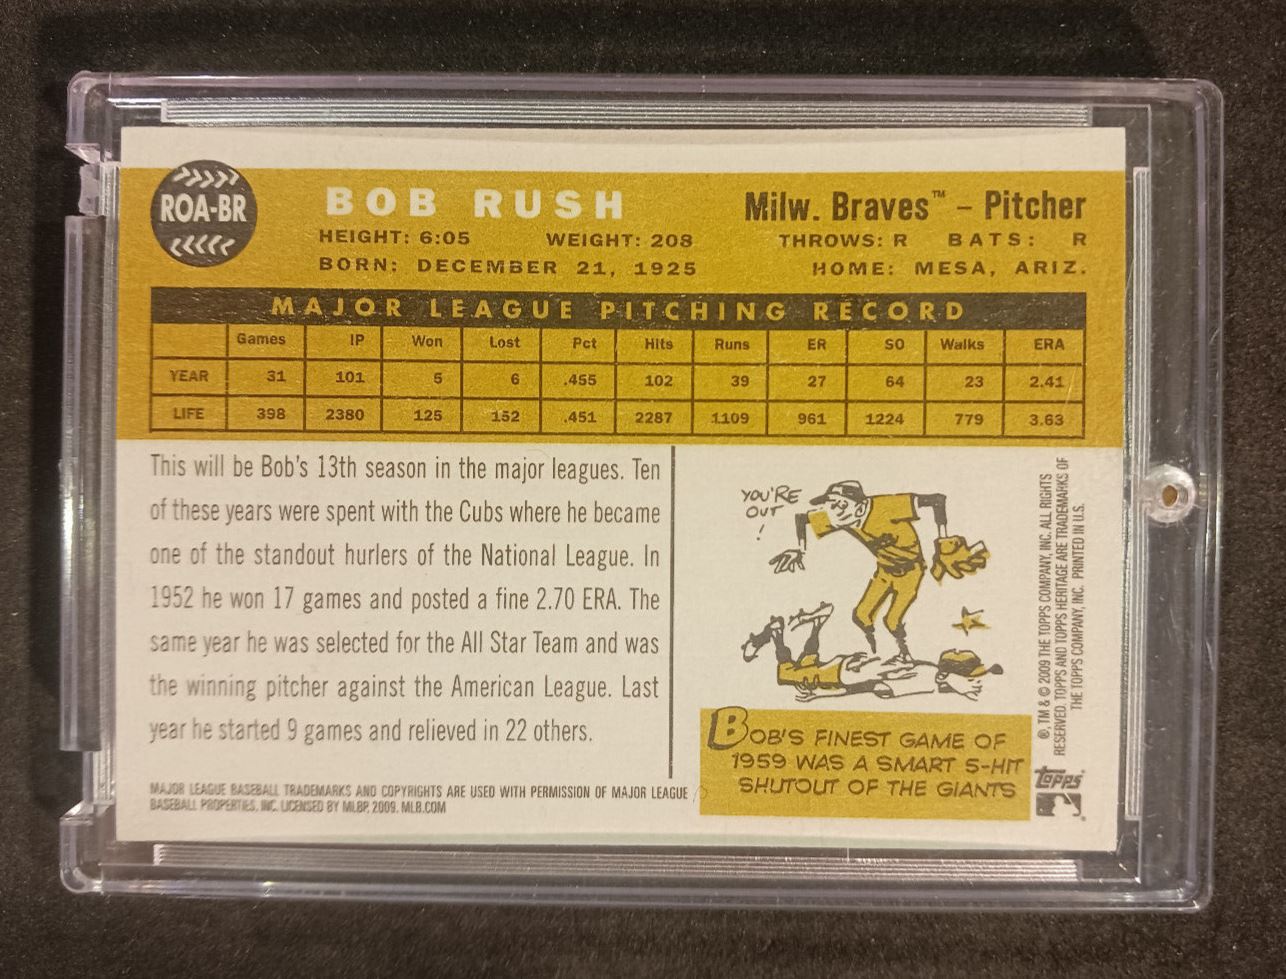 ROA-BR
BOB RUSH
Milw. Braves™ – Pitcher
HEIGHT: 6:05 WEIGHT: 208
THROWS: R BATS: R
BORN: DECEMBER 21, 1925
HOME: MESA, ARIZ.
MAJOR LEAGUE PITCHING RECORD
Games IP Won Lost Pct Hits Runs ER SO Walks ERA
YEAR 31 101 5 6 .455 102 39 27 64 23 2.41
LIFE 398 2380 125 152 .451 2287 1109 961 1224 779 3.63
This will be Bob's 13th season in the major leagues. Ten
of these years were spent with the Cubs where he became
one of the standout hurlers of the National League. In
1952 he won 17 games and posted a fine 2.70 ERA. The
same year he was selected for the All Star Team and was
the winning pitcher against the American League. Last
year he started 9 games and relieved in 22 others.
MAJOR LEAGUE BASEBALL TRADEMARKS AND COPYRIGHTS ARE USED WITH PERMISSION OF MAJOR LEAGUE
BASEBALL PROPERTIES, INC. LICENSED BY MLBP, 2009. MLB.COM
YOU'RE
OUT
!
BOB'S FINEST GAME OF
1959 WAS A SMART 5-HIT
SHUTOUT OF THE GIANTS
®, TM & © 2009 THE TOPPS COMPANY, INC. ALL RIGHTS
RESERVED. TOPPS AND TOPPS HERITAGE ARE TRADEMARKS OF
THE TOPPS COMPANY, INC. PRINTED IN U.S.
topps